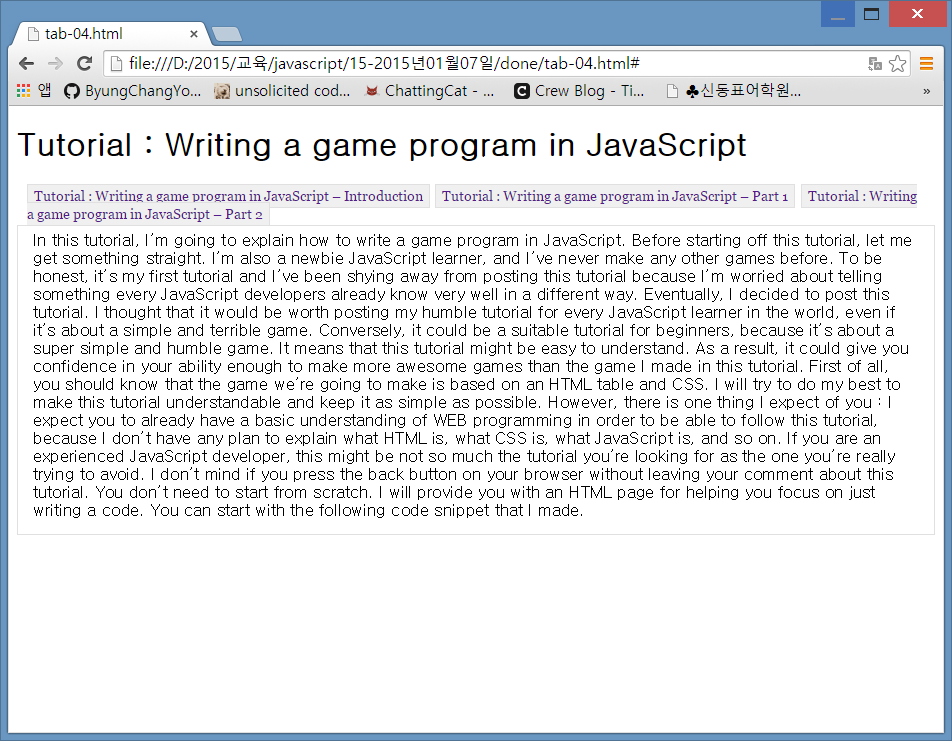 tab-04.html
file:///D:/2015/교육/javascript/15-2015년01월07일/done/tab-04.html#
앱 ByungChangYo... unsolicited cod... ChattingCat - ... Crew Blog - Ti... ♣신동표어학원... »
Tutorial : Writing a game program in JavaScript
Tutorial : Writing a game program in JavaScript – Introduction Tutorial : Writing a game program in JavaScript – Part 1 Tutorial : Writing
a game program in JavaScript – Part 2
In this tutorial, I'm going to explain how to write a game program in JavaScript. Before starting off this tutorial, let me
get something straight. I'm also a newbie JavaScript learner, and I've never make any other games before. To be
honest, it's my first tutorial and I've been shying away from posting this tutorial because I'm worried about telling
something every JavaScript developers already know very well in a different way. Eventually, I decided to post this
tutorial. I thought that it would be worth posting my humble tutorial for every JavaScript learner in the world, even if
it's about a simple and terrible game. Conversely, it could be a suitable tutorial for beginners, because it's about a
super simple and humble game. It means that this tutorial might be easy to understand. As a result, it could give you
confidence in your ability enough to make more awesome games than the game I made in this tutorial. First of all,
you should know that the game we're going to make is based on an HTML table and CSS. I will try to do my best to
make this tutorial understandable and keep it as simple as possible. However, there is one thing I expect of you : I
expect you to already have a basic understanding of WEB programming in order to be able to follow this tutorial,
because I don't have any plan to explain what HTML is, what CSS is, what JavaScript is, and so on. If you are an
experienced JavaScript developer, this might be not so much the tutorial you're looking for as the one you're really
trying to avoid. I don't mind if you press the back button on your browser without leaving your comment about this
tutorial. You don't need to start from scratch. I will provide you with an HTML page for helping you focus on just
writing a code. You can start with the following code snippet that I made.